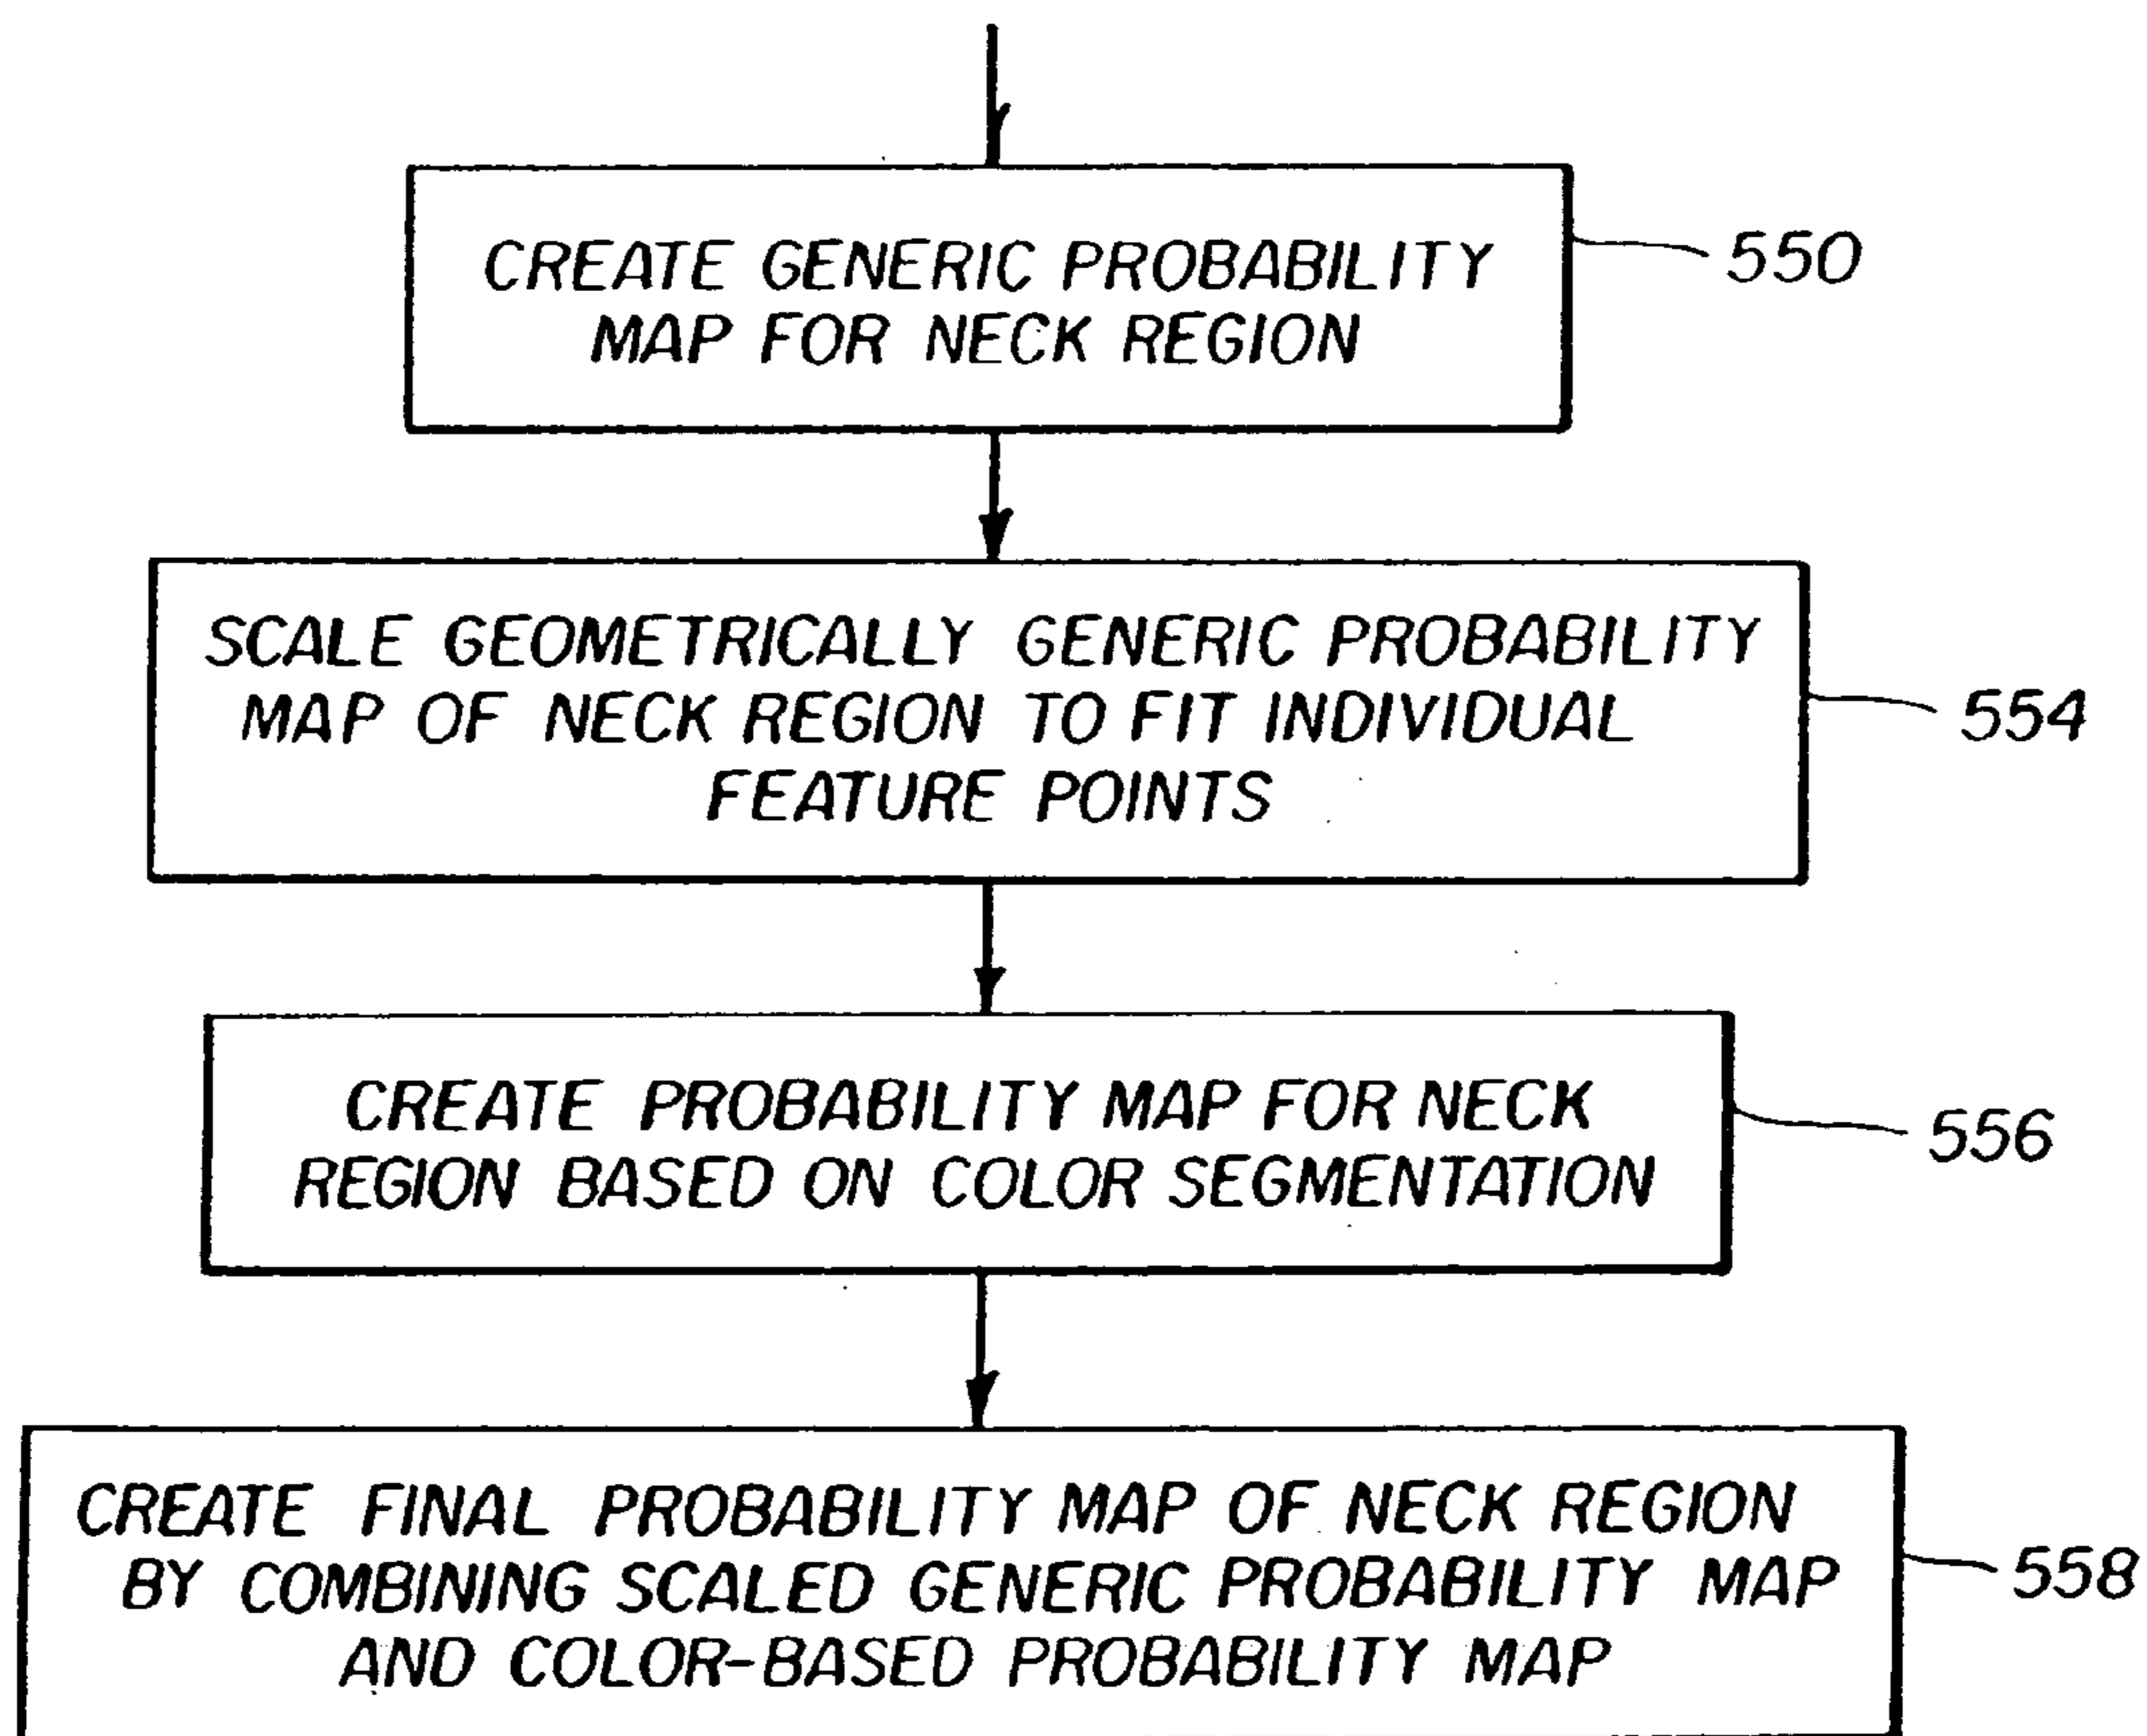 CREATE GENERIC PROBABILITY
MAP FOR NECK REGION
550
SCALE GEOMETRICALLY GENERIC PROBABILITY
MAP OF NECK REGION TO FIT INDIVIDUAL
FEATURE POINTS
554
CREATE PROBABILITY MAP FOR NECK
REGION BASED ON COLOR SEGMENTATION
556
CREATE FINAL PROBABILITY MAP OF NECK REGION
BY COMBINING SCALED GENERIC PROBABILITY MAP
AND COLOR-BASED PROBABILITY MAP
558